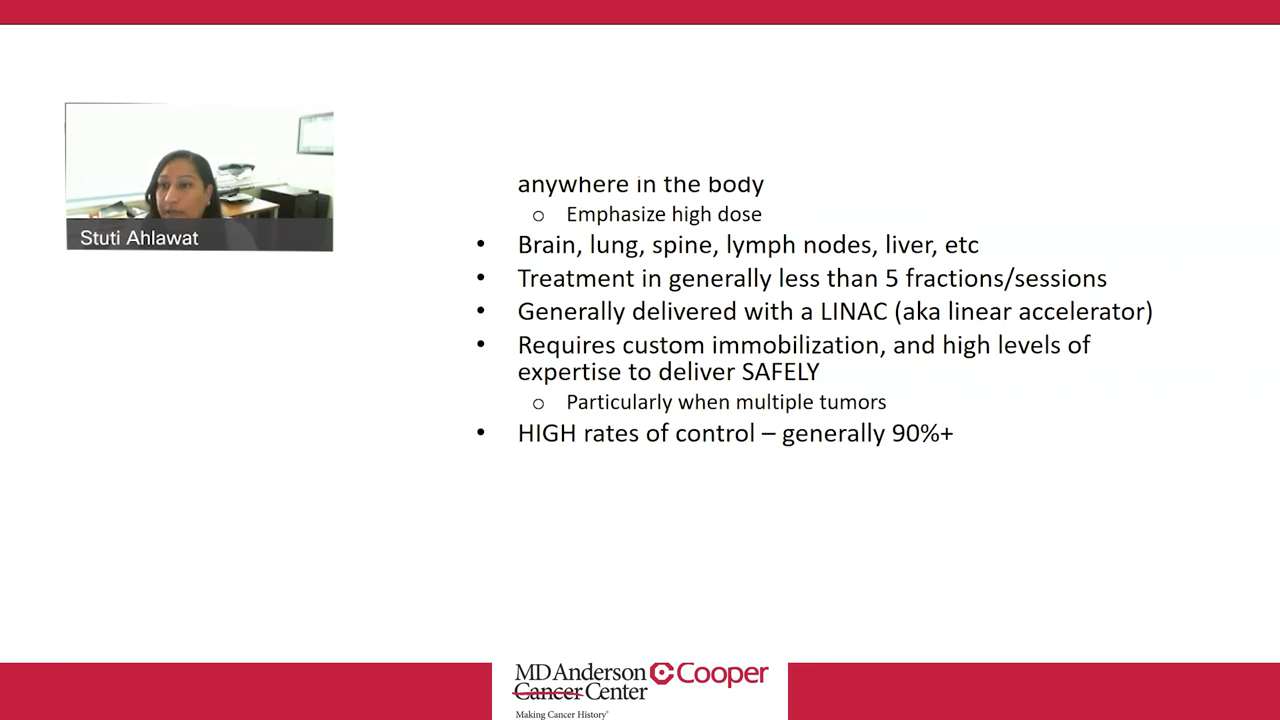 Stuti Ahlawat
anywhere in the body
o Emphasize high dose
• Brain, lung, spine, lymph nodes, liver, etc
• Treatment in generally less than 5 fractions/sessions
• Generally delivered with a LINAC (aka linear accelerator)
• Requires custom immobilization, and high levels of
expertise to deliver SAFELY
o Particularly when multiple tumors
• HIGH rates of control – generally 90%+
MD Anderson Cooper
Cancer Center
Making Cancer History®